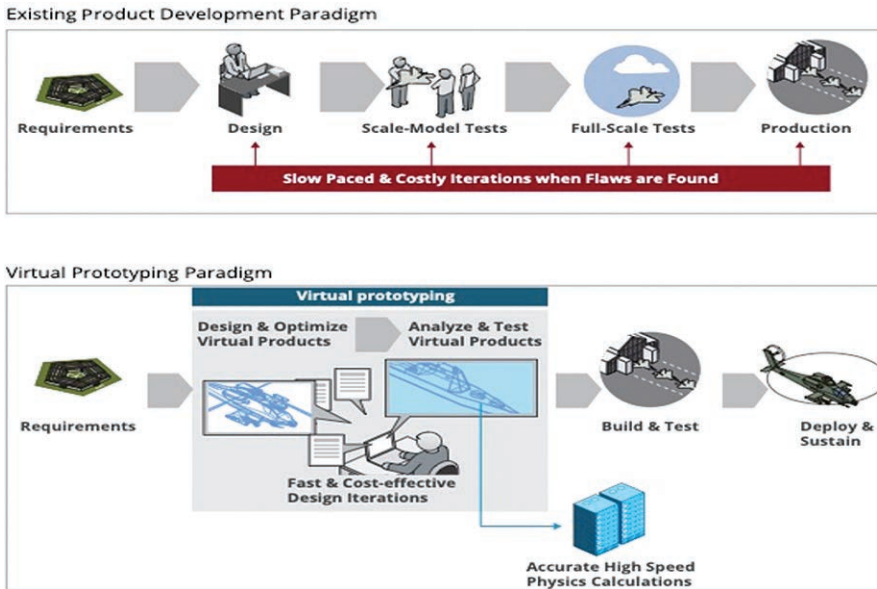 Existing Product Development Paradigm
Requirements
Design
Scale-Model Tests
Full-Scale Tests
Production
Slow Paced & Costly Iterations when Flaws are Found
Virtual Prototyping Paradigm
Virtual prototyping
Design & Optimize
Virtual Products
Analyze & Test
Virtual Products
Requirements
Fast & Cost-effective
Design Iterations
Build & Test
Deploy &
Sustain
Accurate High Speed
Physics Calculations